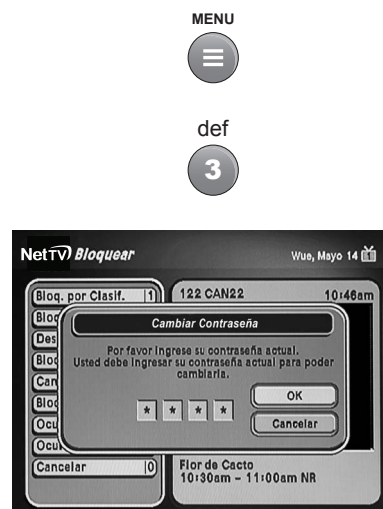 MENU
def
3
NetTV Bloquear
Wue, Mayo 14
Bloq. por Clasif. 1
122 CAN22 10:46am
Cambiar Contraseña
Por favor Ingrese su contraseña actual.
Usted debe Ingresar su contraseña actual para poder
cambiarla.
* * * *
OK
Cancelar
Cancelar 0
Flor de Cacto
10:30am - 11:00am NR